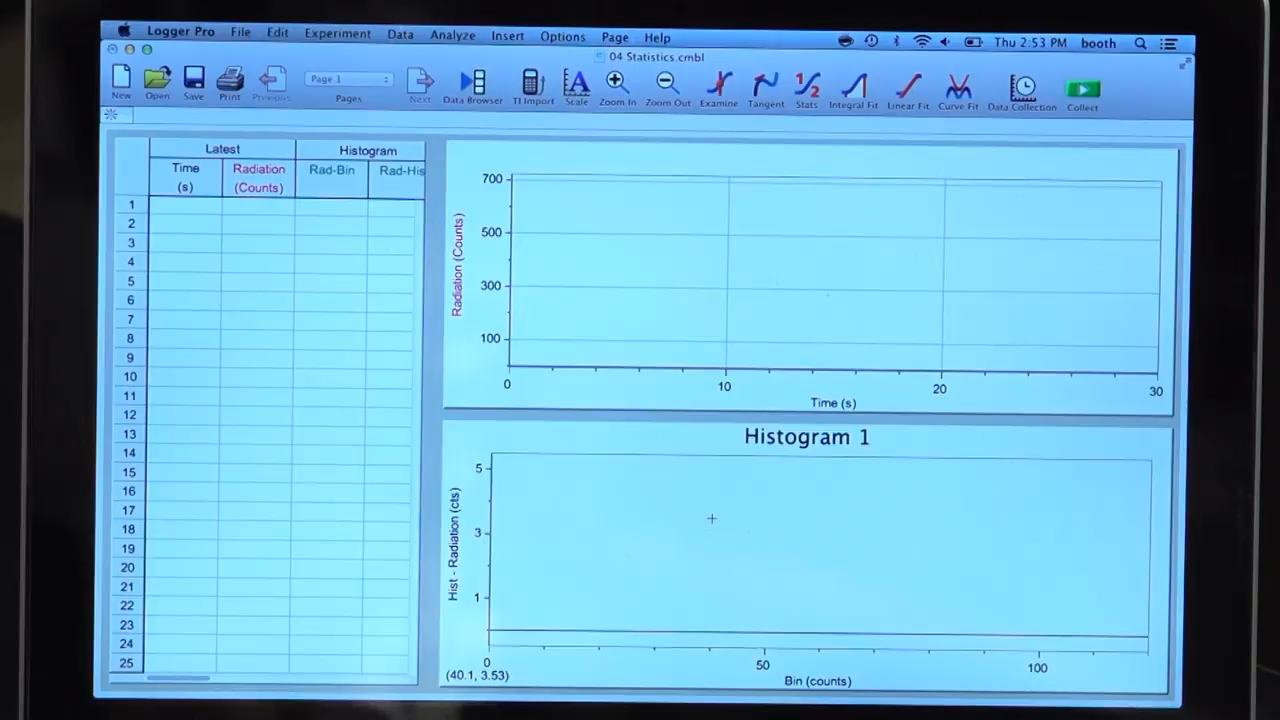 Logger Pro File Edit Experiment Data Analyze Insert Options Page Help Thu 2:53 PM booth
04 Statistics.cmbl
Page 1
New Open Save Print Previous Pages Next Data Browser TI Import Scale Zoom In Zoom Out Examine Tangent Stats Integral Fit Linear Fit Curve Fit Data Collection Collect
Latest Histogram
Time Radiation Rad-Bin Rad-His
(s) (Counts)
1
2
3
4
5
6
7
8
9
10
11
12
13
14
15
16
17
18
19
20
21
22
23
24
25
Radiation (Counts)
700
500
300
100
0 10 20 30
Time (s)
Histogram 1
Hist - Radiation (cts)
5
3
1
0 50 100
(40.1, 3.53)
Bin (counts)